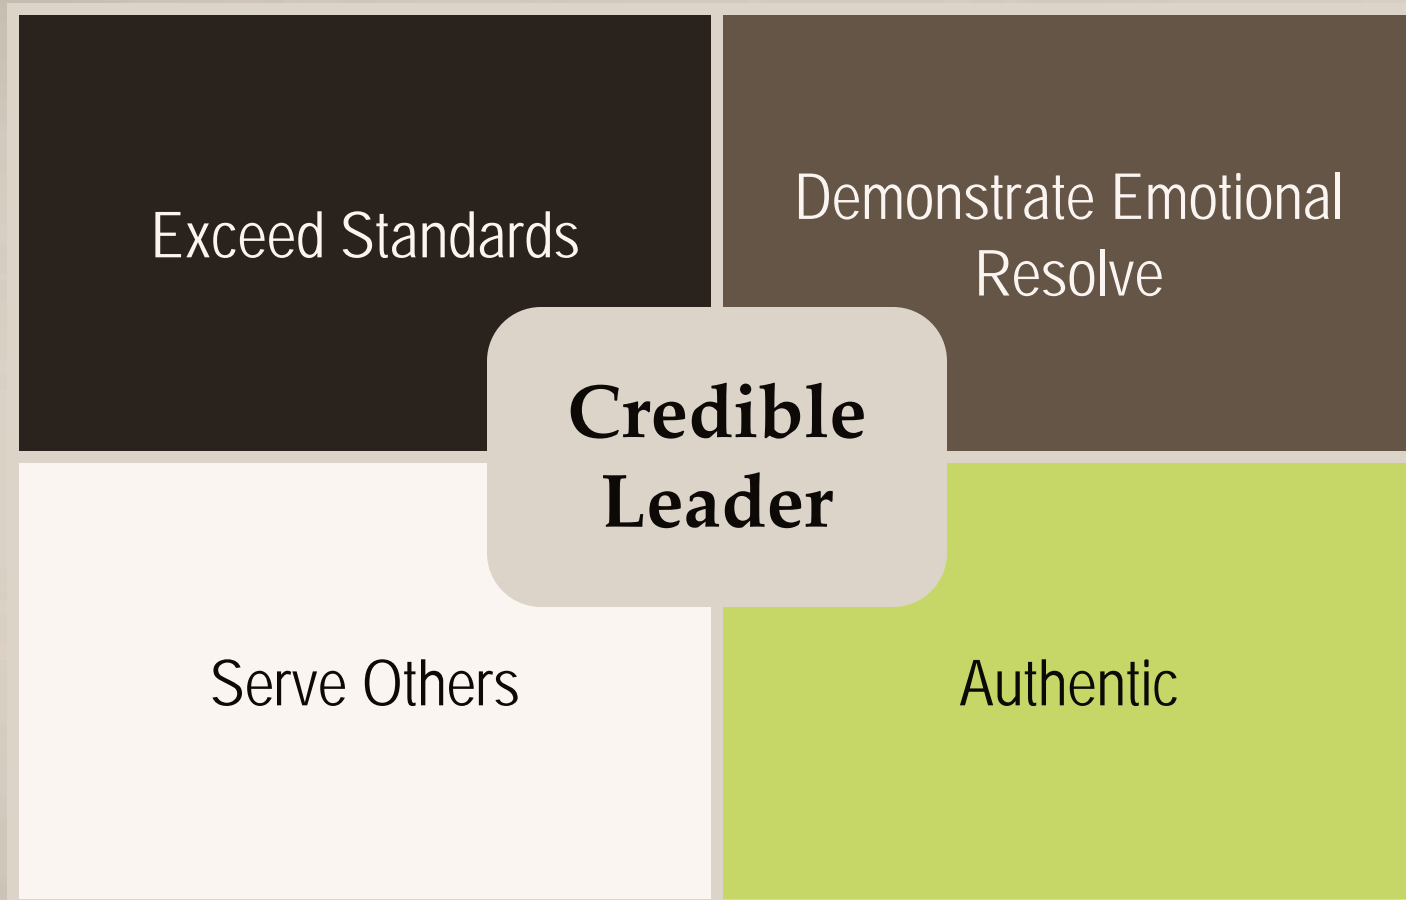 Exceed Standards
Demonstrate Emotional
Resolve
Credible
Leader
Serve Others
Authentic